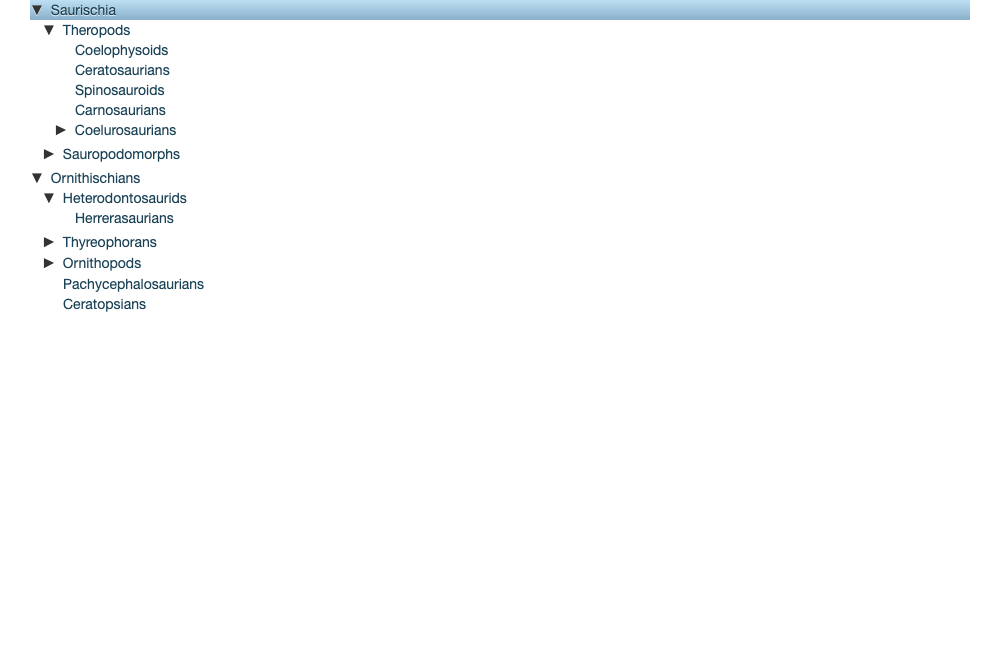 Saurischia
Theropods
Coelophysoids
Ceratosaurians
Spinosauroids
Carnosaurians
Coelurosaurians
Sauropodomorphs
Ornithischians
Heterodontosaurids
Herrerasaurians
Thyreophorans
Ornithopods
Pachycephalosaurians
Ceratopsians